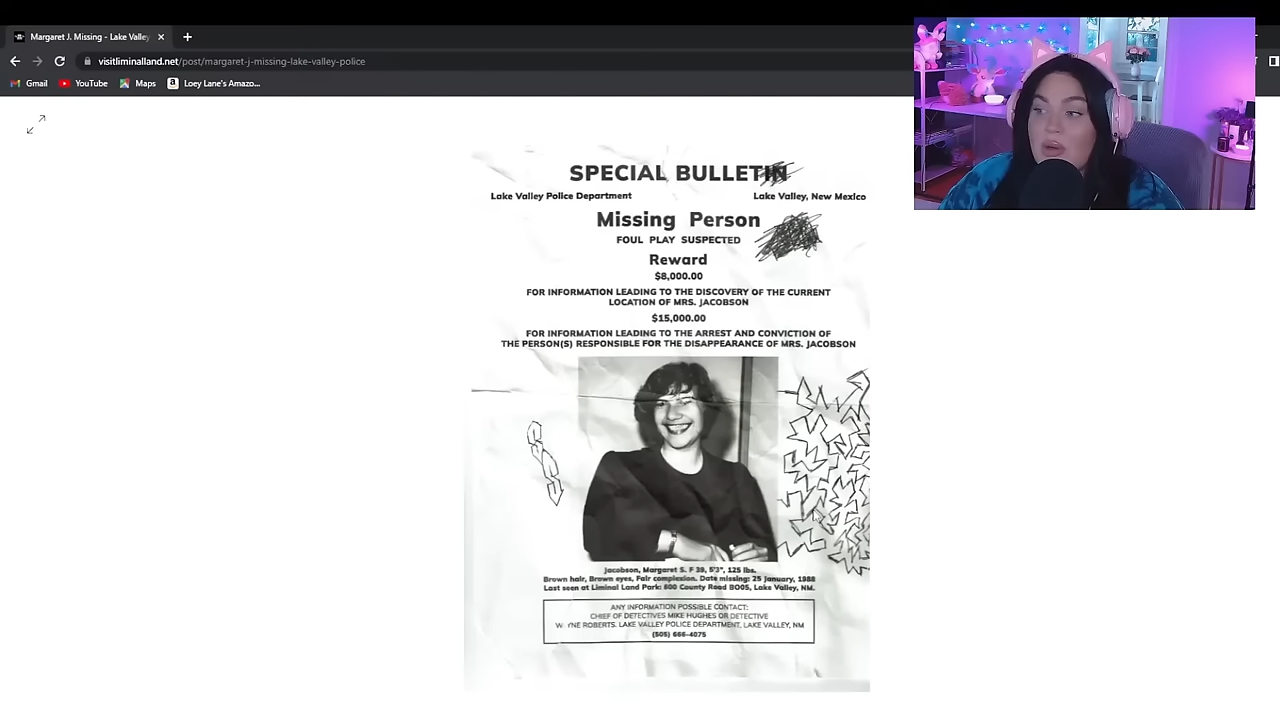 Margaret J. Missing - Lake Valley
visitliminalland.net/post/margaret-j-missing-lake-valley-police
Gmail YouTube Maps Loey Lane's Amazo...
SPECIAL BULLETIN
Lake Valley Police Department Lake Valley, New Mexico
Missing Person
FOUL PLAY SUSPECTED
Reward
$8,000.00
FOR INFORMATION LEADING TO THE DISCOVERY OF THE CURRENT
LOCATION OF MRS. JACOBSON
$15,000.00
FOR INFORMATION LEADING TO THE ARREST AND CONVICTION OF
THE PERSON(S) RESPONSIBLE FOR THE DISAPPEARANCE OF MRS. JACOBSON
Jacobson, Margaret S. F 39, 5'3", 125 lbs.
Brown hair, Brown eyes, Fair complexion. Date missing: 25 January, 1988
Last seen at Liminal Land Park: 600 County Road BO05, Lake Valley, NM.
ANY INFORMATION POSSIBLE CONTACT:
CHIEF OF DETECTIVES MIKE HUGHES OR DETECTIVE
W YNE ROBERTS. LAKE VALLEY POLICE DEPARTMENT, LAKE VALLEY, NM
(505) 666-4075